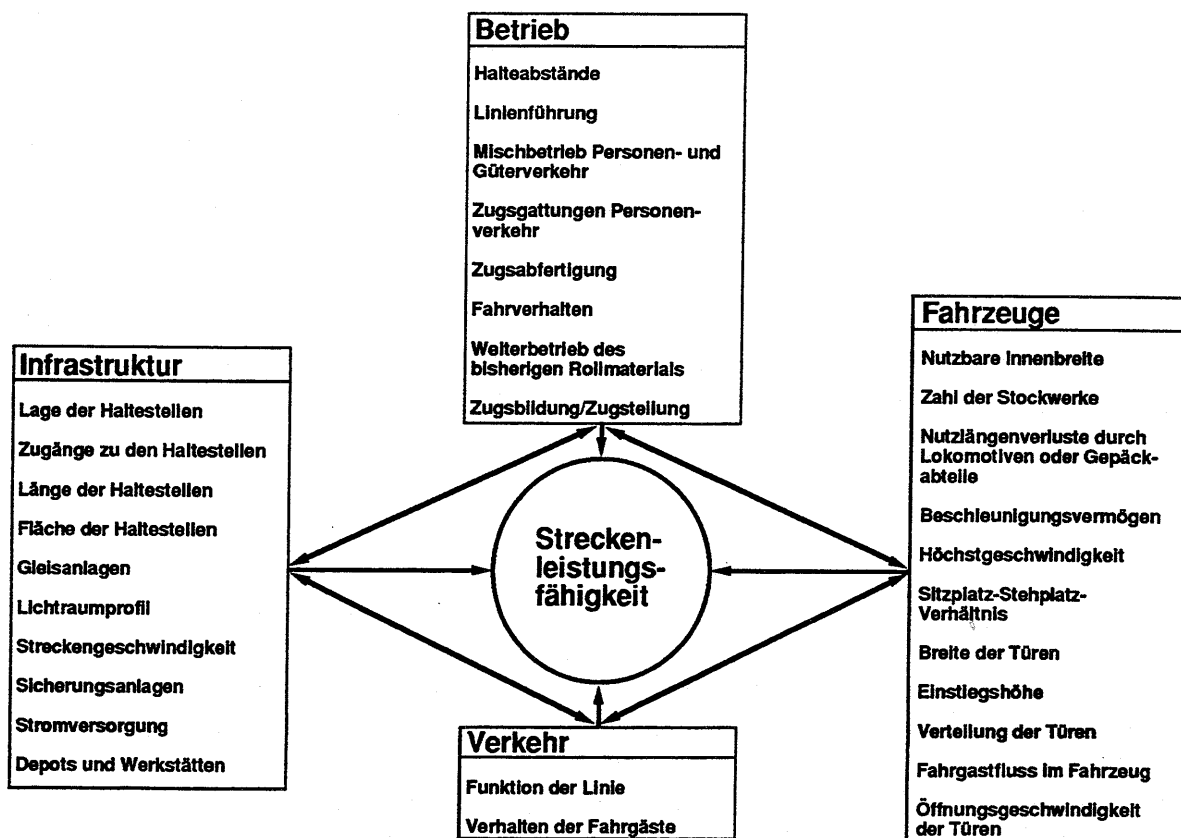 Betrieb
Halteabstände
Linienführung
Mischbetrieb Personen- und
Güterverkehr
Zugsgattungen Personen-
verkehr
Zugsabfertigung
Fahrverhalten
Weiterbetrieb des
bisherigen Rollmaterials
Zugsbildung/Zugsteilung
Infrastruktur
Lage der Haltestellen
Zugänge zu den Haltestellen
Länge der Haltestellen
Fläche der Haltestellen
Gleisanlagen
Lichtraumprofil
Streckengeschwindigkeit
Sicherungsanlagen
Stromversorgung
Depots und Werkstätten
Strecken-
leistungs-
fähigkeit
Fahrzeuge
Nutzbare Innenbreite
Zahl der Stockwerke
Nutzlängenverluste durch
Lokomotiven oder Gepäck-
abteile
Beschleunigungsvermögen
Höchstgeschwindigkeit
Sitzplatz-Stehplatz-
Verhältnis
Breite der Türen
Einstiegshöhe
Verteilung der Türen
Fahrgastfluss im Fahrzeug
Öffnungsgeschwindigkeit
der Türen
Verkehr
Funktion der Linie
Verhalten der Fahrgäste